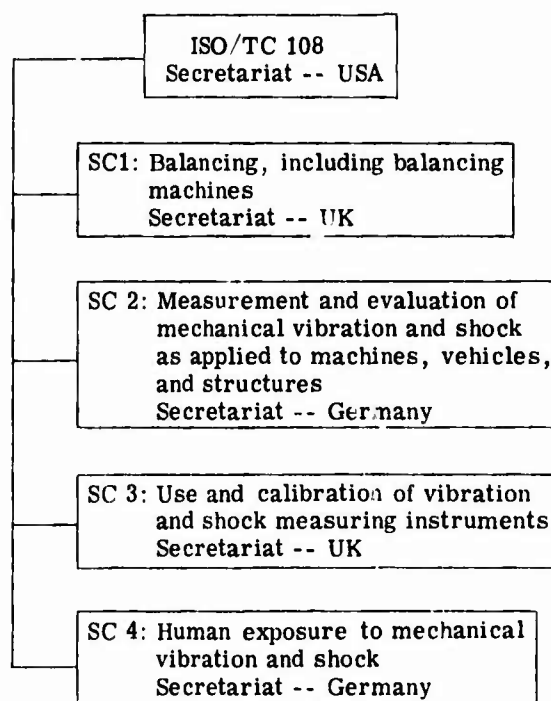 ISO/TC 108
Secretariat -- USA
SC1: Balancing, including balancing
machines
Secretariat -- UK
SC 2: Measurement and evaluation of
mechanical vibration and shock
as applied to machines, vehicles,
and structures
Secretariat -- Germany
SC 3: Use and calibration of vibration
and shock measuring instruments
Secretariat -- UK
SC 4: Human exposure to mechanical
vibration and shock
Secretariat -- Germany